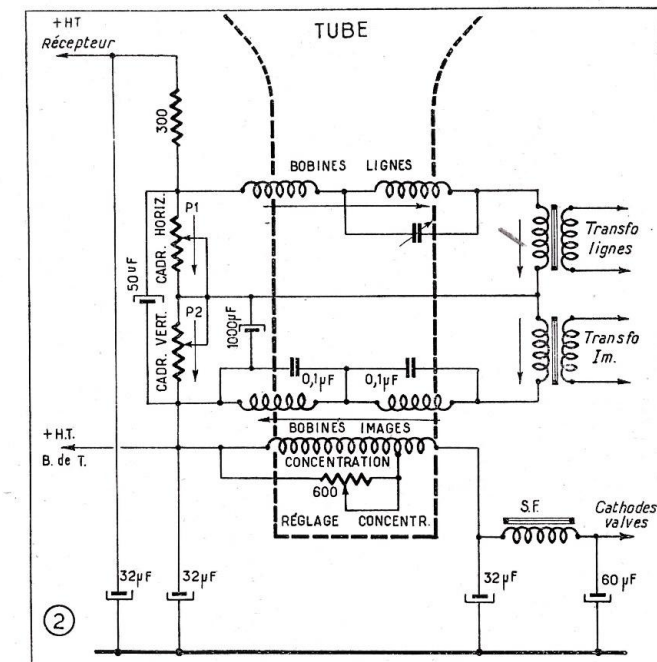 +HT
Récepteur
TUBE
300
BOBINES LIGNES
P1
CADR. HORIZ.
50µF
Transfo
lignes
P2
CADR. VERT.
1000µF
0,1µF
0,1µF
Transfo
Im.
BOBINES IMAGES
+H.T.
B. de T.
CONCENTRATION
600
RÉGLAGE CONCENTR.
S.F.
Cathodes
valves
32µF
32µF
32µF
60µF
2